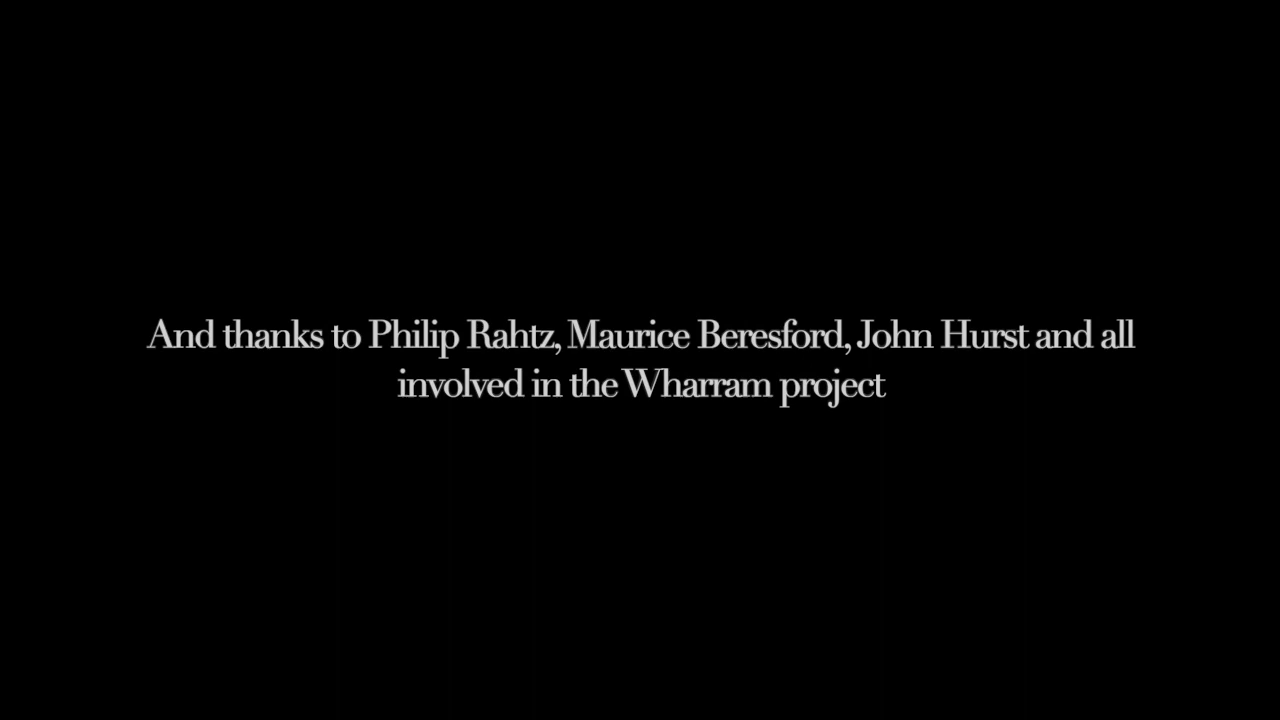 And thanks to Philip Rahtz, Maurice Beresford, John Hurst and all
involved in the Wharram project